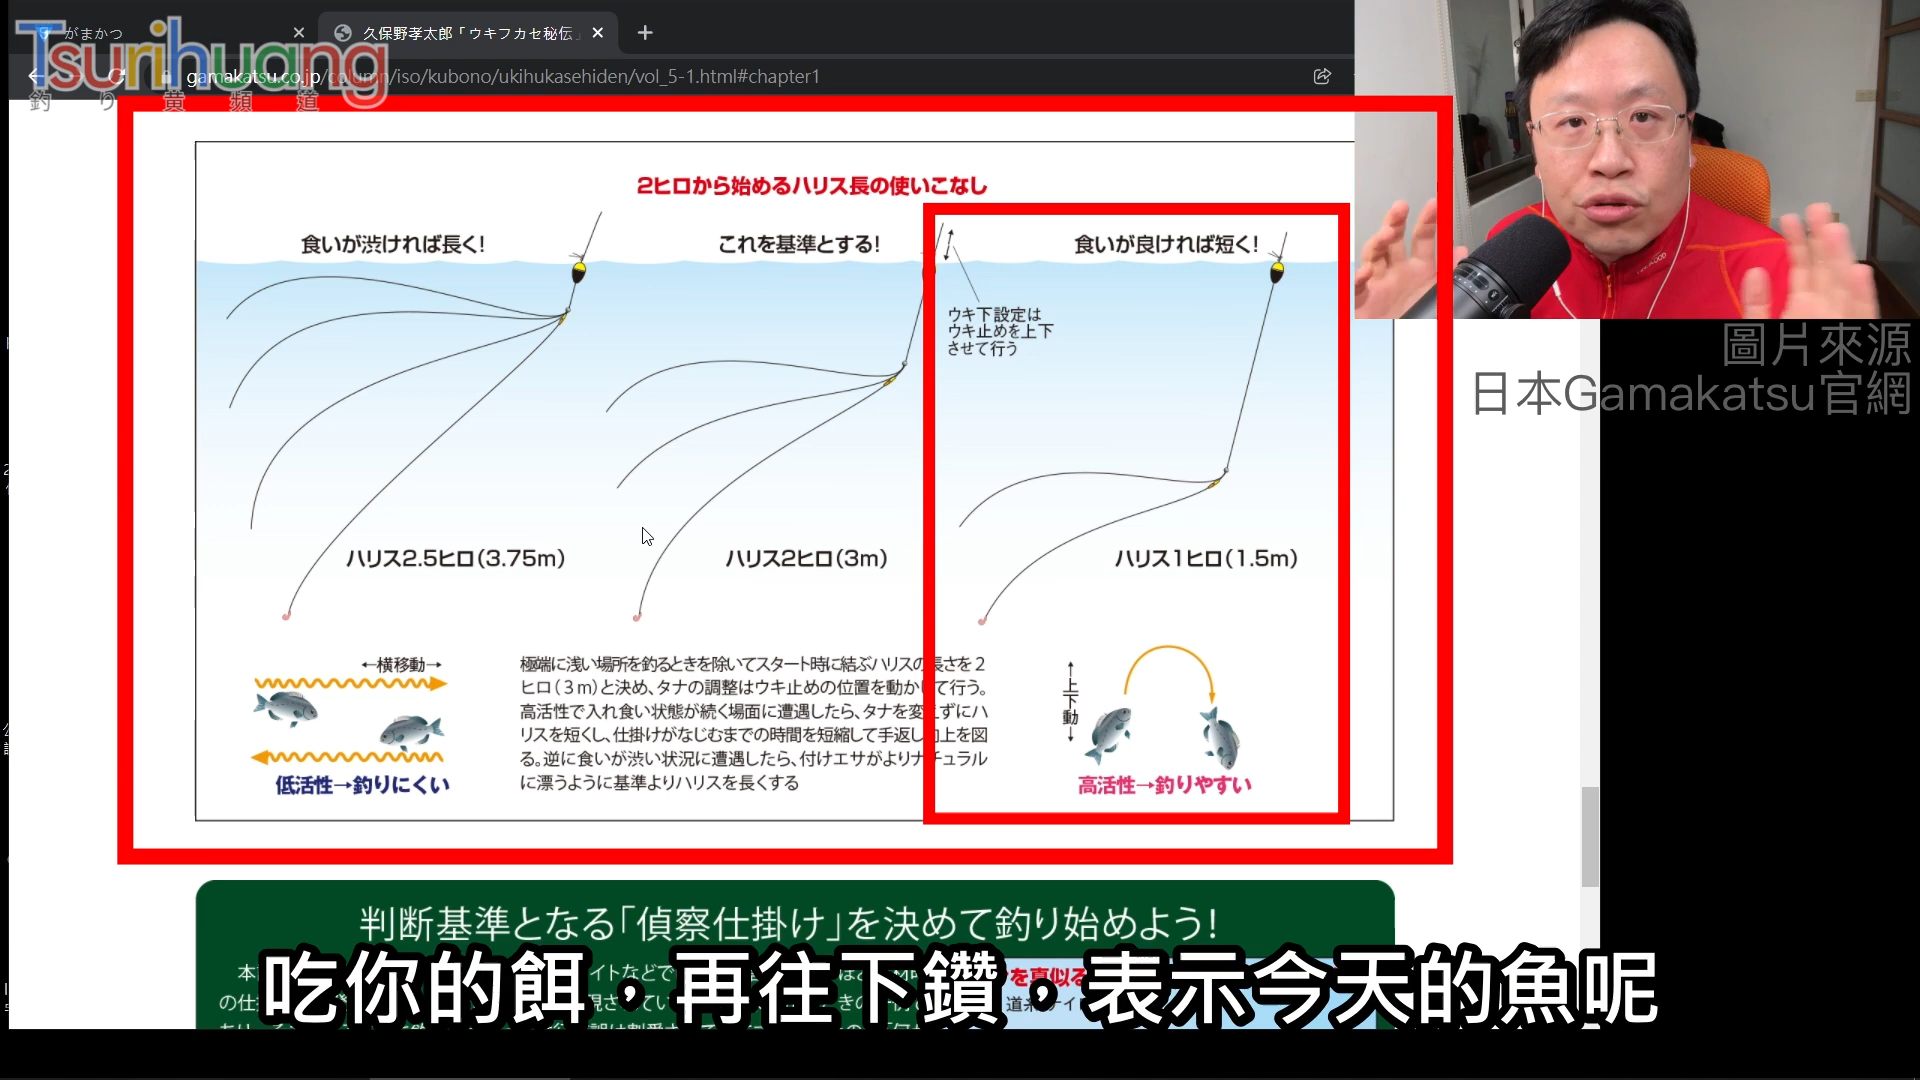 がまかつ
久保野孝太郎「ウキフカセ秘伝」
Tsurihuang
釣り黄頻道
gamakatsu.co.jp/column/iso/kubono/ukihukasehiden/vol_5-1.html#chapter1
2ヒロから始めるハリス長の使いこなし
食いが渋ければ長く!
これを基準とする!
食いが良ければ短く!
ウキ下設定は
ウキ止めを上下
させて行う
圖片來源
日本Gamakatsu官網
ハリス2.5ヒロ(3.75m)
ハリス2ヒロ(3m)
ハリス1ヒロ(1.5m)
←横移動→
低活性→釣りにくい
極端に浅い場所を釣るときを除いてスタート時に結ぶハリスの長さを2
ヒロ(3m)と決め、タナの調整はウキ止めの位置を動かして行う。
高活性で入れ食い状態が続く場面に遭遇したら、タナを変えずにハ
リスを短くし、仕掛けがなじむまでの時間を短縮して手返し向上を図
る。逆に食いが渋い状況に遭遇したら、付けエサがよりナチュラル
に漂うように基準よりハリスを長くする
←上下動→
高活性→釣りやすい
判断基準となる「偵察仕掛け」を決めて釣り始めよう!
吃你的餌，再往下鑽，表示今天的魚呢